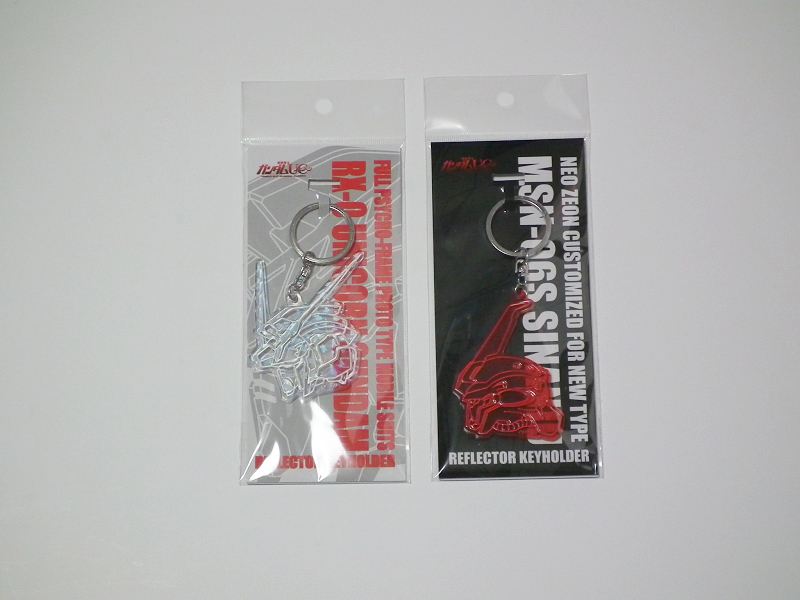 ガンダムUC
FULL PSYCHO-FRAME PROTO TYPE MOBILE SUITS
RX-0 UNICORN GUNDAM
REFLECTOR KEYHOLDER
ガンダムUC
NEO ZEON CUSTOMIZED FOR NEW TYPE
MSN-06S SINANJU
REFLECTOR KEYHOLDER